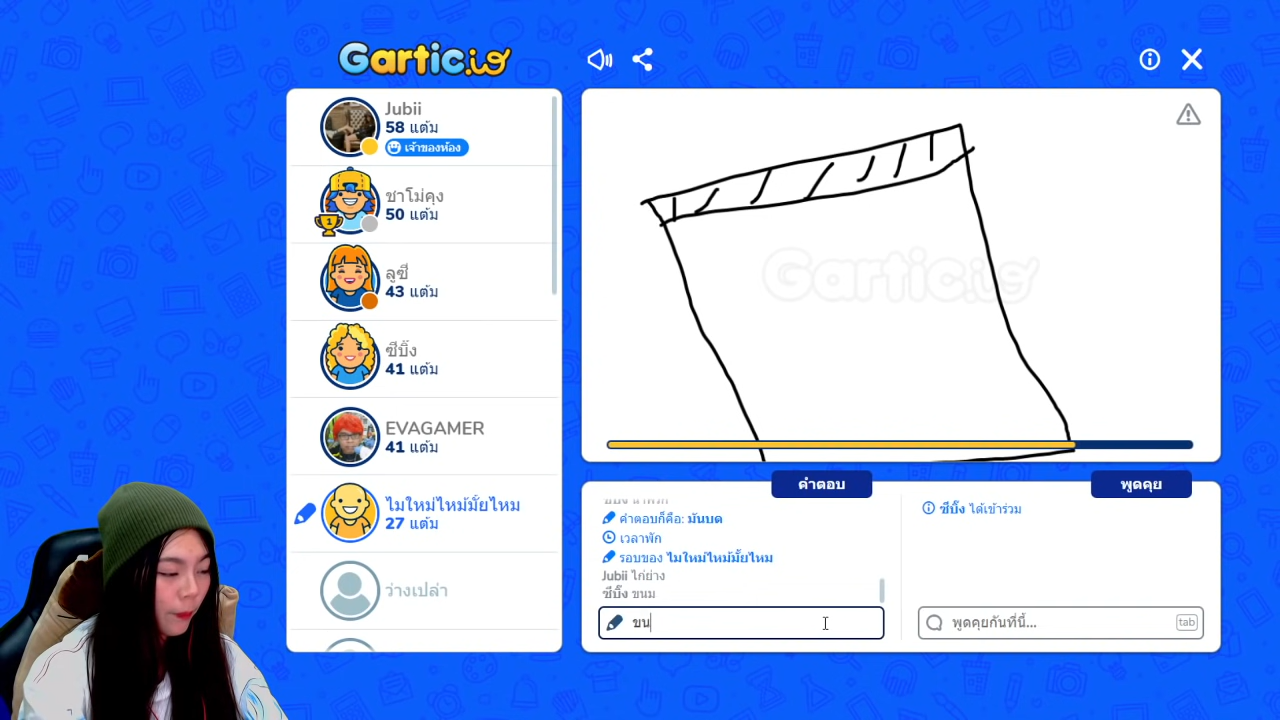 Gartic.io
Jubii
58 แต้ม
เจ้าของห้อง
ชาโม่คุง
50 แต้ม
1
ลูซี่
43 แต้ม
ซีบิ้ง
41 แต้ม
EVAGAMER
41 แต้ม
ไมใหม่ไหม้มั้ยไหม
27 แต้ม
ว่างเปล่า
Gartic.io
คำตอบ
คำตอบก็คือ: มันบด
เวลาพัก
รอบของ ไมใหม่ไหม้มั้ยไหม
Jubii ไก่ย่าง
ซีบิ้ง ขนม
ขน
พูดคุย
ซีบิ้ง ได้เข้าร่วม
พูดคุยกันที่นี่...
tab